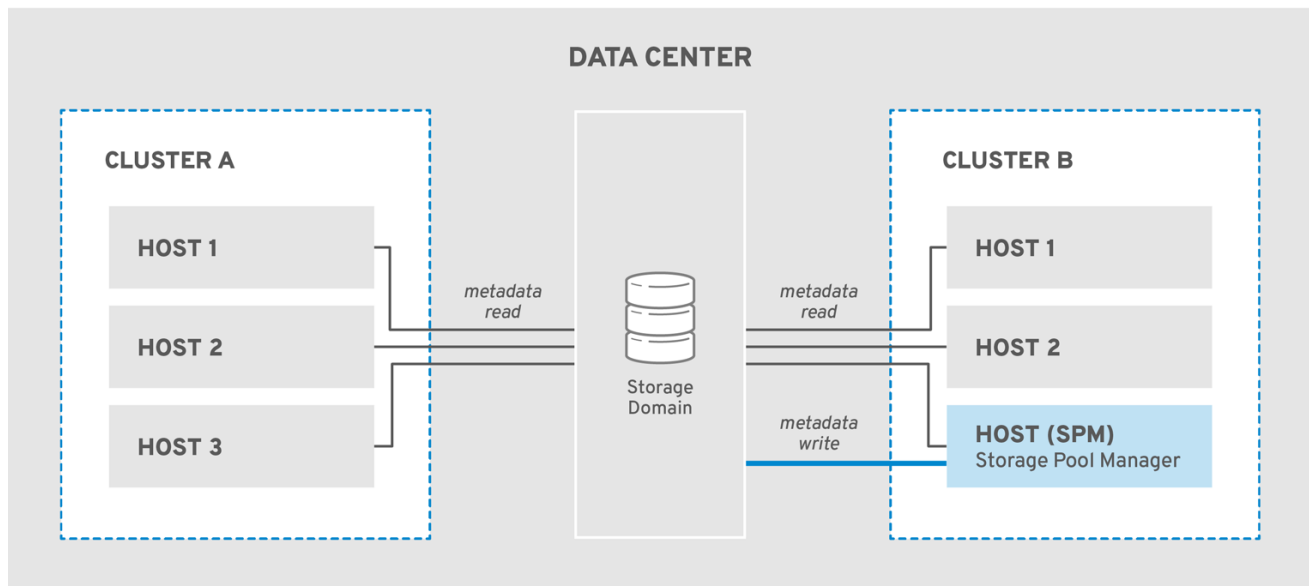 DATA CENTER
CLUSTER A
HOST 1
HOST 2
HOST 3
metadata
read
Storage
Domain
metadata
read
metadata
write
CLUSTER B
HOST 1
HOST 2
HOST (SPM)
Storage Pool Manager